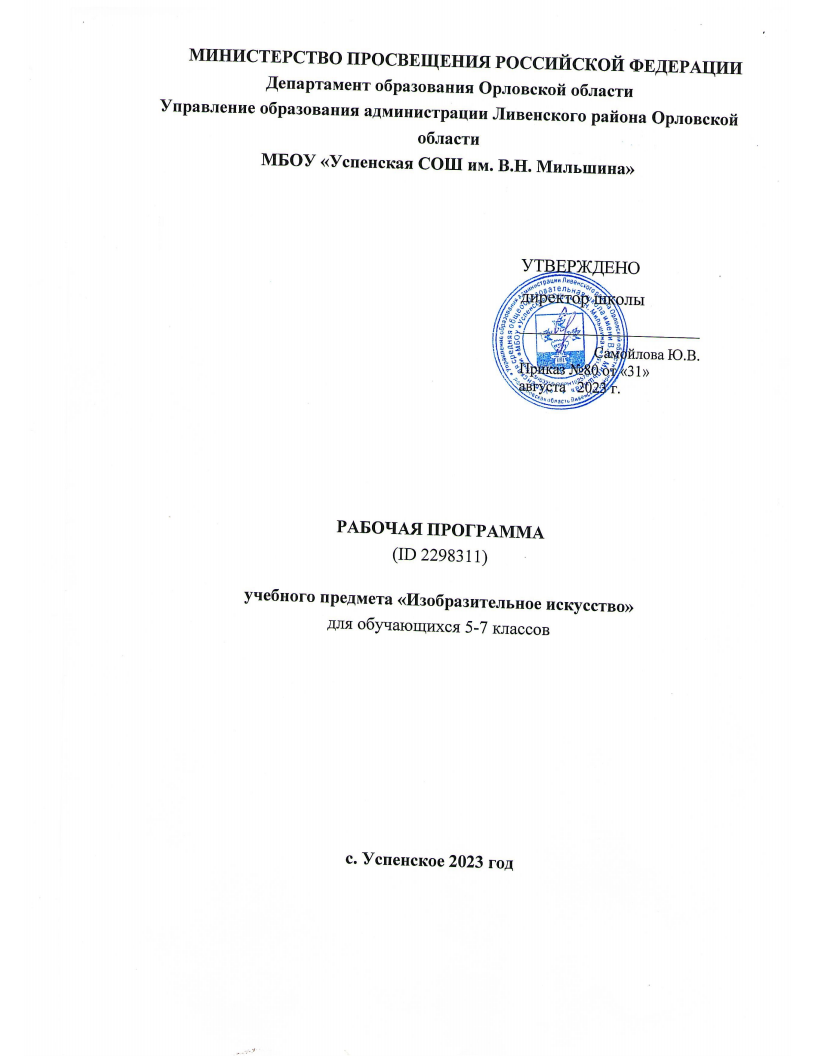 МИНИСТЕРСТВО ПРОСВЕЩЕНИЯ РОССИЙСКОЙ ФЕДЕРАЦИИ
Департамент образования Орловской области
Управление образования администрации Ливенского района Орловской
области
МБОУ «Успенская СОШ им. В.Н. Мильшина»
УТВЕРЖДЕНО
директор школы
Самойлова Ю.В.
Приказ №80 от «31»
августа 2023 г.
РАБОЧАЯ ПРОГРАММА
(ID 2298311)
учебного предмета «Изобразительное искусство»
для обучающихся 5-7 классов
с. Успенское 2023 год